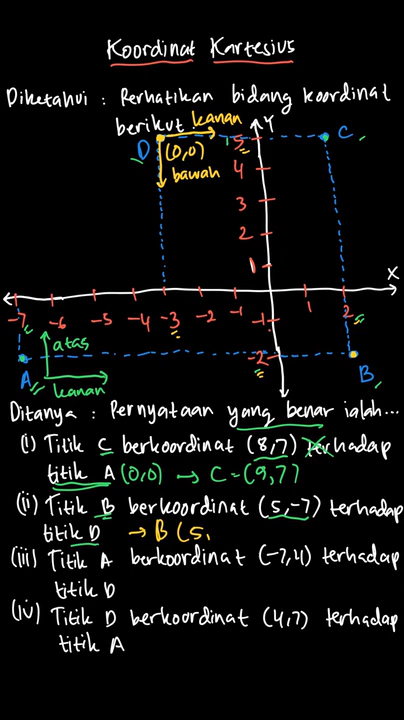 Koordinat Kartesius
Diketahui : Perhatikan bidang koordinat
berikut
kanan
Y
D
(0,0)
bawah
5
C
4
3
2
1
X
-7 -6 -5 -4 -3 -2 -1 1 2
-1
atas
-2
A
kanan
B
Ditanya : Pernyataan yang benar ialah...
(i) Titik C berkoordinat (8,7) terhadap
titik A (0,0) → C = (9,7)
(ii) Titik B berkoordinat (5,-7) terhadap
titik D → B (5,
(iii) Titik A berkoordinat (-7,4) terhadap
titik D
(iv) Titik D berkoordinat (4,7) terhadap
titik A